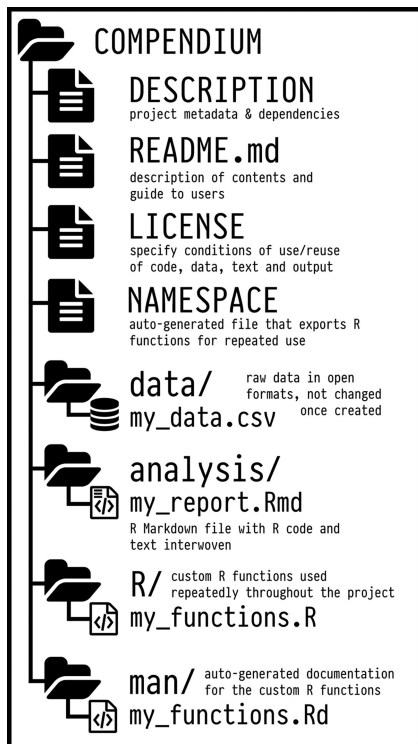 COMPENDIUM
DESCRIPTION
project metadata & dependencies
README.md
description of contents and
guide to users
LICENSE
specify conditions of use/reuse
of code, data, text and output
NAMESPACE
auto-generated file that exports R
functions for repeated use
data/
raw data in open
formats, not changed
once created
my_data.csv
analysis/
my_report.Rmd
R Markdown file with R code and
text interwoven
R/
custom R functions used
repeatedly throughout the project
my_functions.R
man/
auto-generated documentation
for the custom R functions
my_functions.Rd